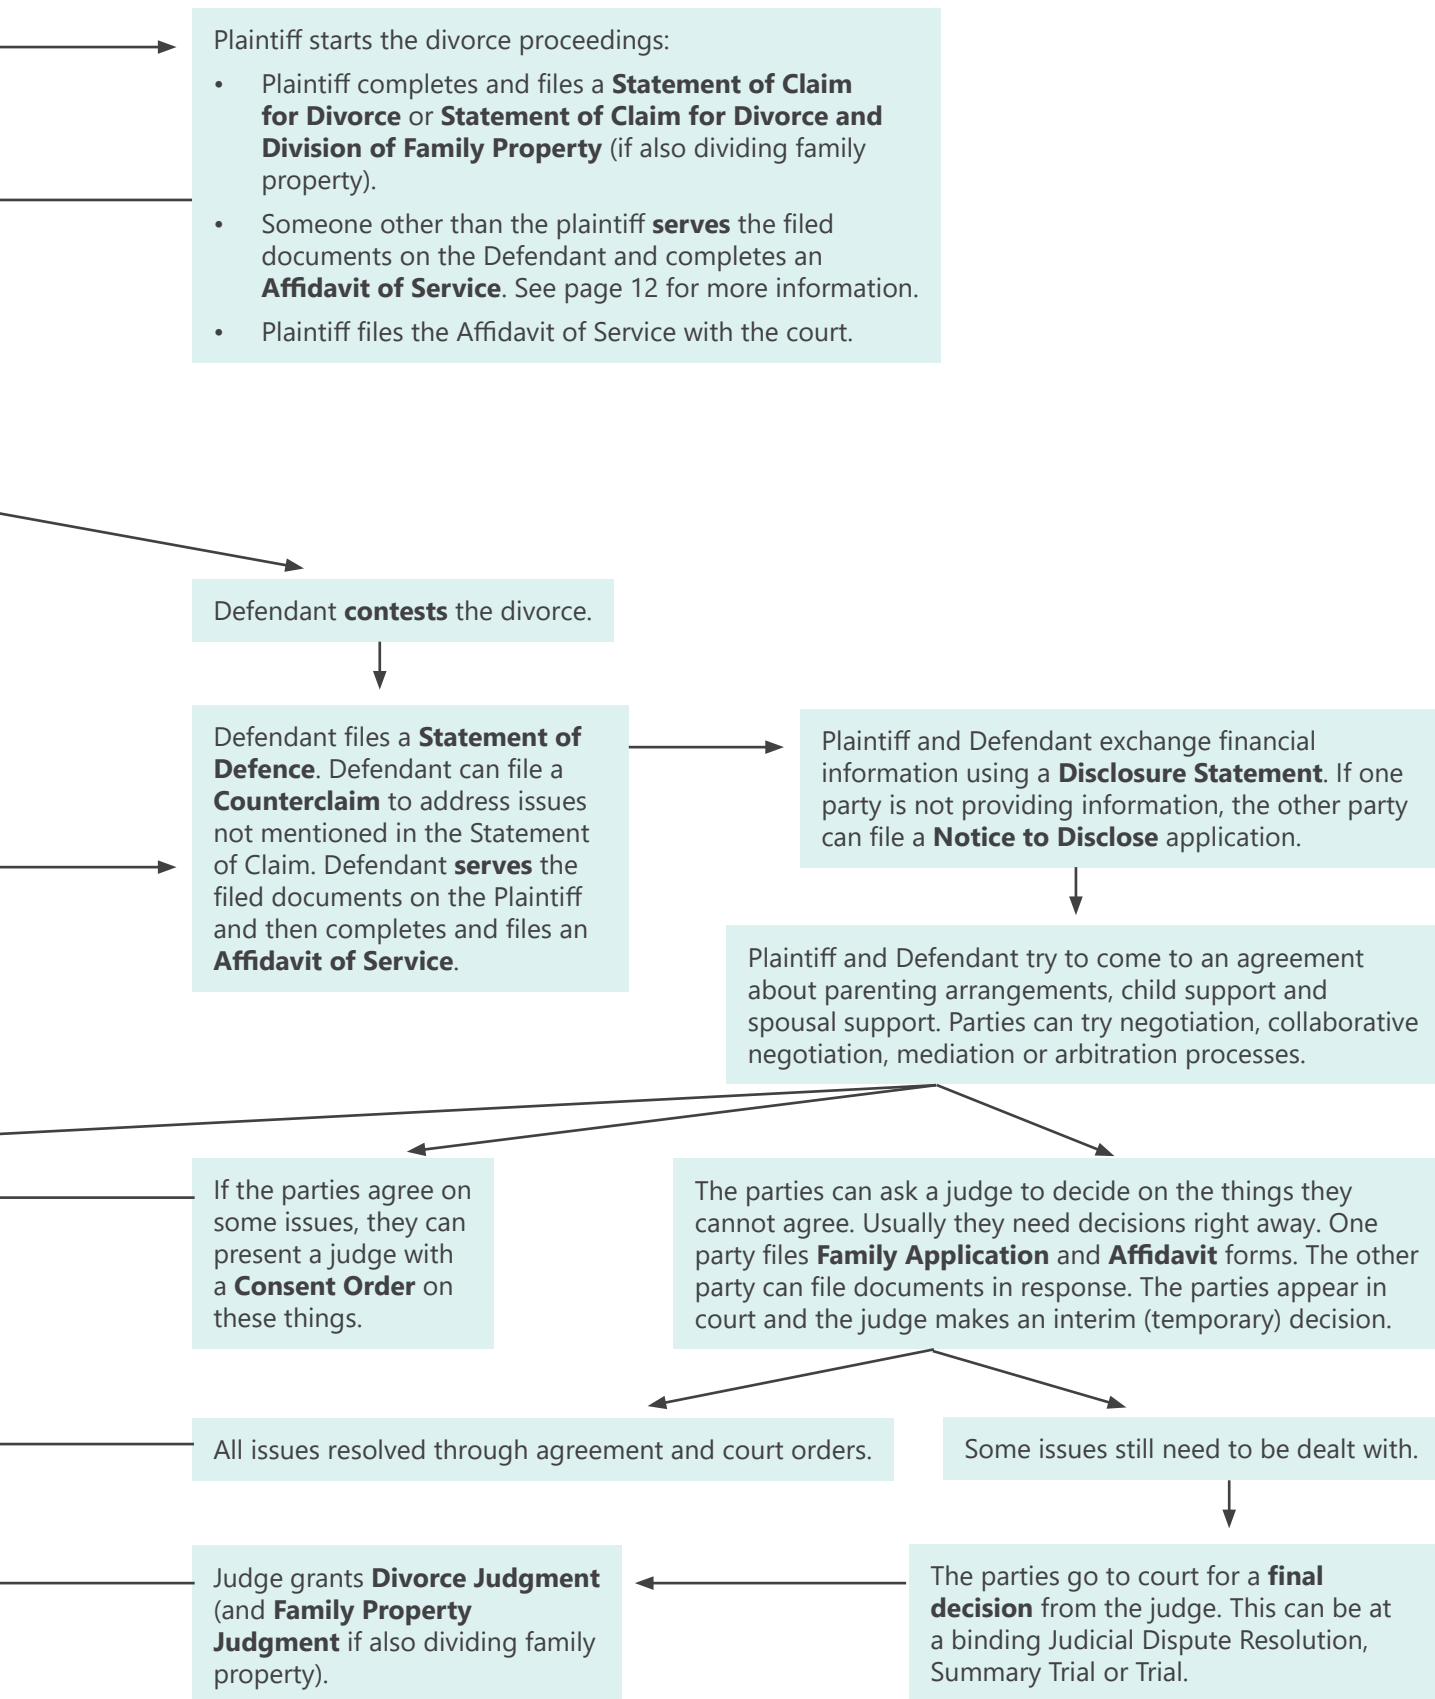 Plaintiff starts the divorce proceedings:
• Plaintiff completes and files a Statement of Claim
for Divorce or Statement of Claim for Divorce and
Division of Family Property (if also dividing family
property).
• Someone other than the plaintiff serves the filed
documents on the Defendant and completes an
Affidavit of Service. See page 12 for more information.
• Plaintiff files the Affidavit of Service with the court.
Defendant contests the divorce.
Defendant files a Statement of
Defence. Defendant can file a
Counterclaim to address issues
not mentioned in the Statement
of Claim. Defendant serves the
filed documents on the Plaintiff
and then completes and files an
Affidavit of Service.
Plaintiff and Defendant exchange financial
information using a Disclosure Statement. If one
party is not providing information, the other party
can file a Notice to Disclose application.
Plaintiff and Defendant try to come to an agreement
about parenting arrangements, child support and
spousal support. Parties can try negotiation, collaborative
negotiation, mediation or arbitration processes.
If the parties agree on
some issues, they can
present a judge with
a Consent Order on
these things.
The parties can ask a judge to decide on the things they
cannot agree. Usually they need decisions right away. One
party files Family Application and Affidavit forms. The other
party can file documents in response. The parties appear in
court and the judge makes an interim (temporary) decision.
All issues resolved through agreement and court orders.
Some issues still need to be dealt with.
Judge grants Divorce Judgment
(and Family Property
Judgment if also dividing family
property).
The parties go to court for a final
decision from the judge. This can be at
a binding Judicial Dispute Resolution,
Summary Trial or Trial.